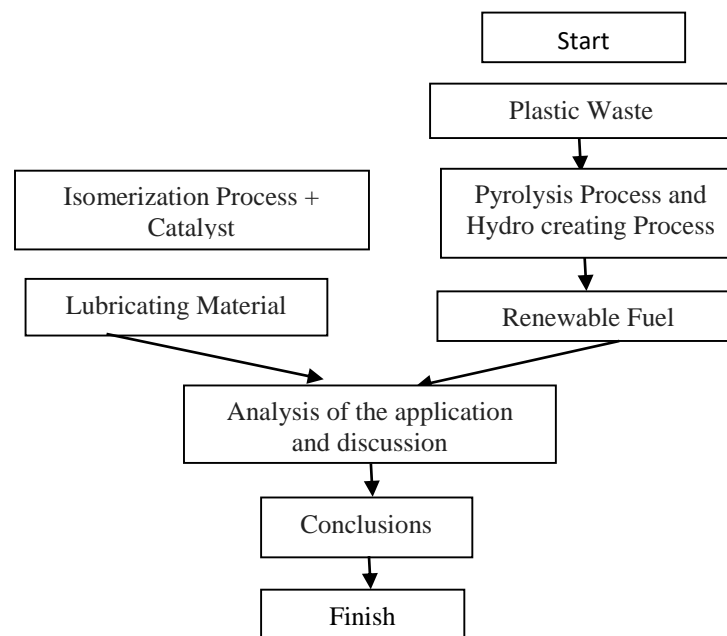 Start
Plastic Waste
Isomerization Process +
Catalyst
Pyrolysis Process and
Hydro creating Process
Lubricating Material
Renewable Fuel
Analysis of the application
and discussion
Conclusions
Finish